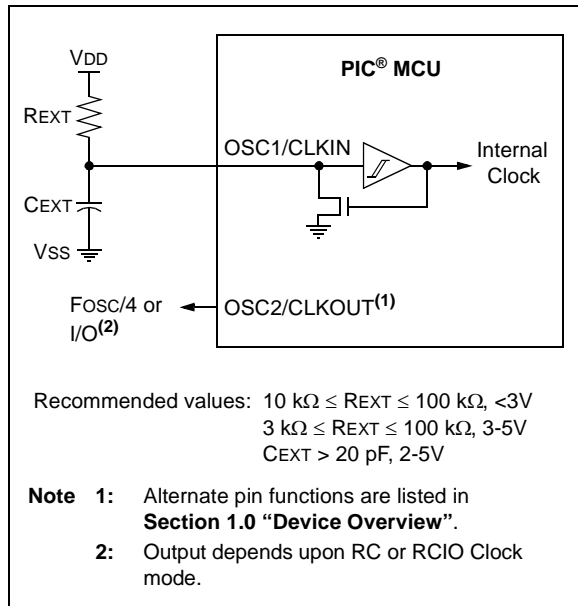 VDD
PIC® MCU
REXT
OSC1/CLKIN
Internal
Clock
CEXT
VSS
FOSC/4 or
I/O(2)
OSC2/CLKOUT(1)
Recommended values: 10 kΩ ≤ REXT ≤ 100 kΩ, <3V
3 kΩ ≤ REXT ≤ 100 kΩ, 3-5V
CEXT > 20 pF, 2-5V
Note 1: Alternate pin functions are listed in
Section 1.0 “Device Overview”.
2: Output depends upon RC or RCIO Clock
mode.